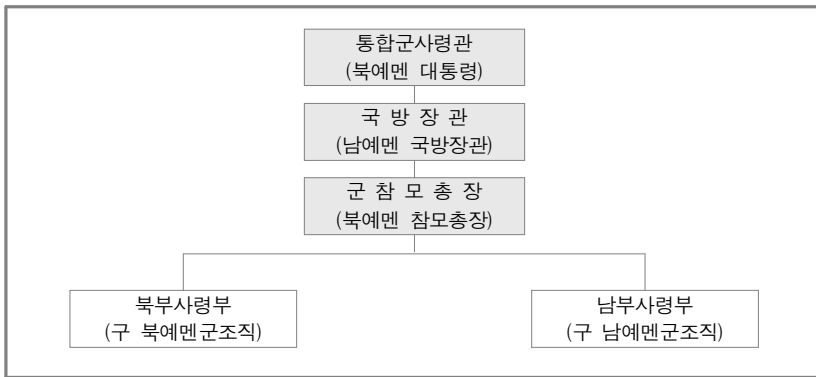 통합군사령관
(북예멘 대통령)
국 방 장 관
(남예멘 국방장관)
군 참 모 총 장
(북예멘 참모총장)
북부사령부
(구 북예멘군조직)
남부사령부
(구 남예멘군조직)